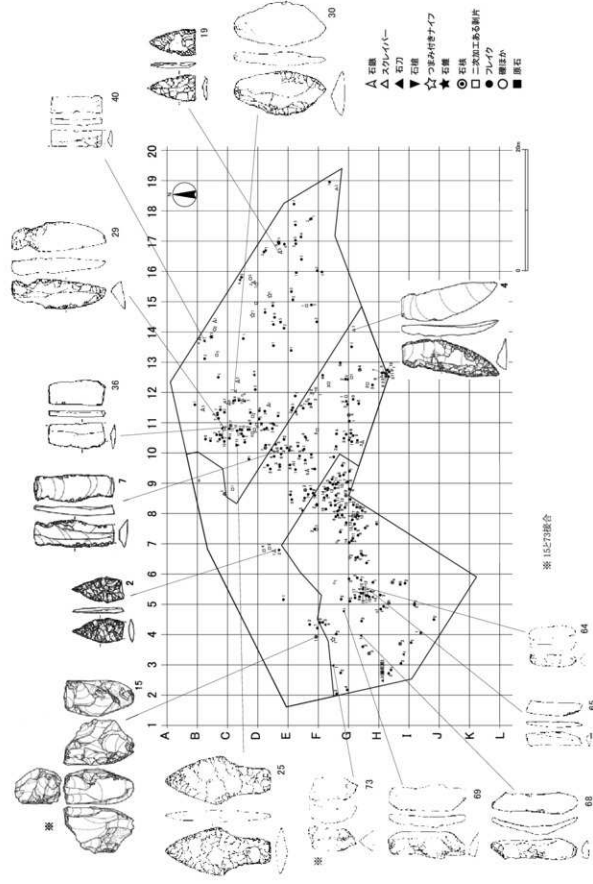 ※
15
2
7
36
29
40
19
30
石鏃
△ スクレイパー
▲ 石刀
▼ 石槍
☆ つまみ付きナイフ
★ 石錐
◎ 石核
□ 二次加工ある剥片
● フレイク
○ 礫ほか
■ 原石
1 2 3 4 5 6 7 8 9 10 11 12 13 14 15 16 17 18 19 20
A
B
C
D
E
F
G
H
I
J
K
L
0 20m
25
※
73
69
68
65
64
4
※ 15と73接合